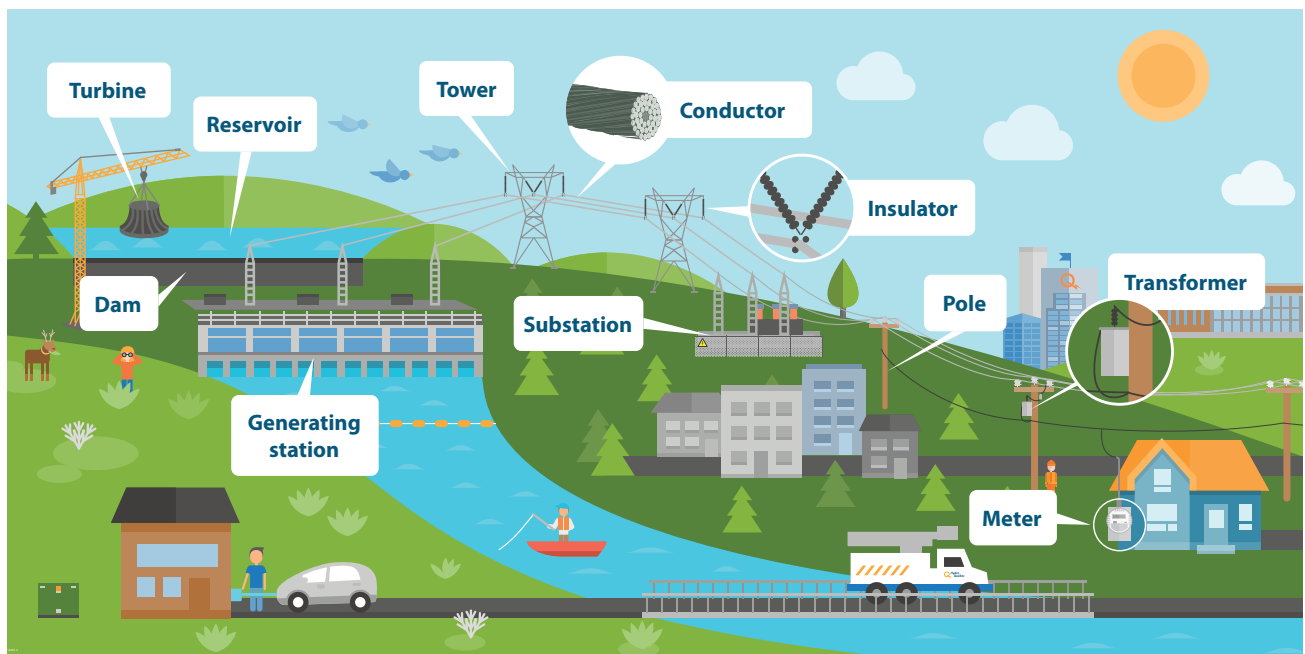 Turbine
Reservoir
Tower
Conductor
Insulator
Dam
Substation
Pole
Transformer
Generating
station
Meter